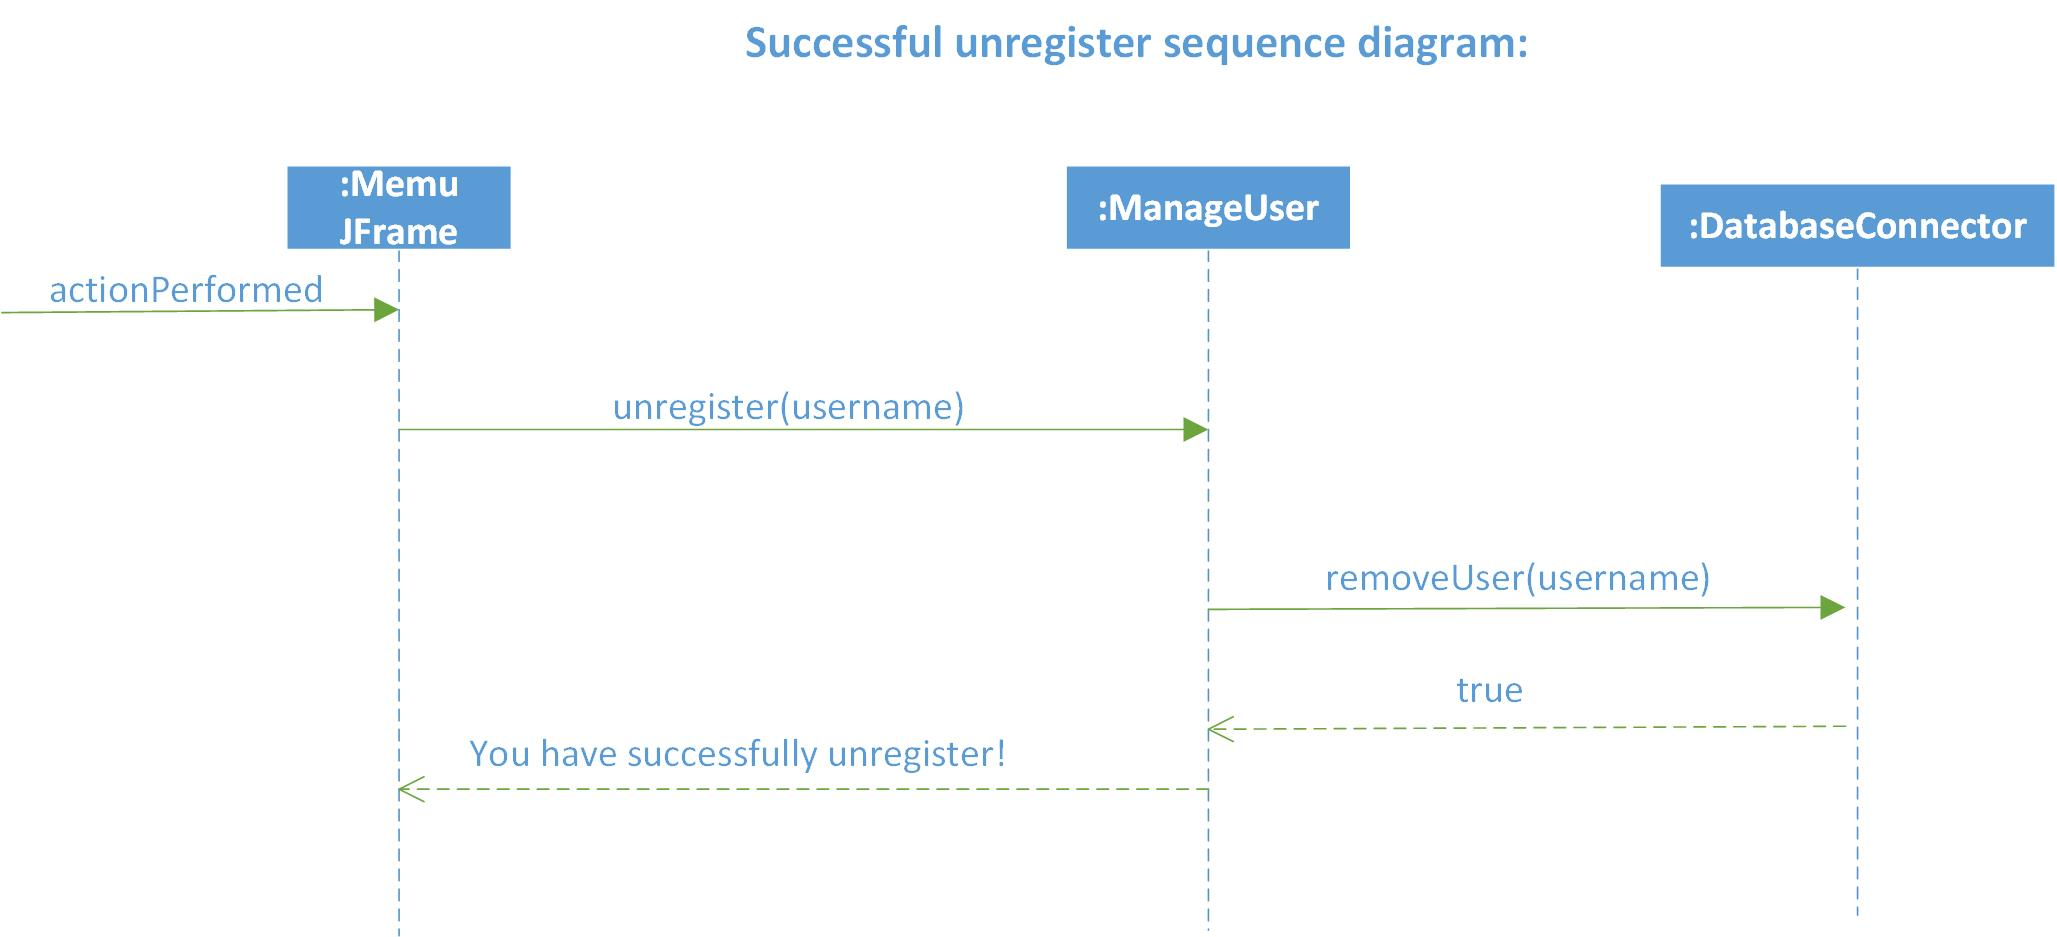 Successful unregister sequence diagram:
:Memu
JFrame
:ManageUser
:DatabaseConnector
actionPerformed
unregister(username)
removeUser(username)
true
You have successfully unregister!